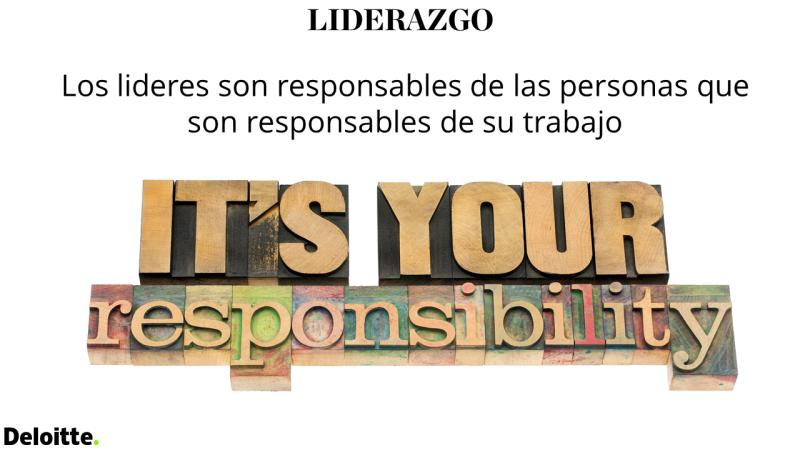 LIDERAZGO
Los lideres son responsables de las personas que
son responsables de su trabajo
IT'S YOUR
responsibility
Deloitte.